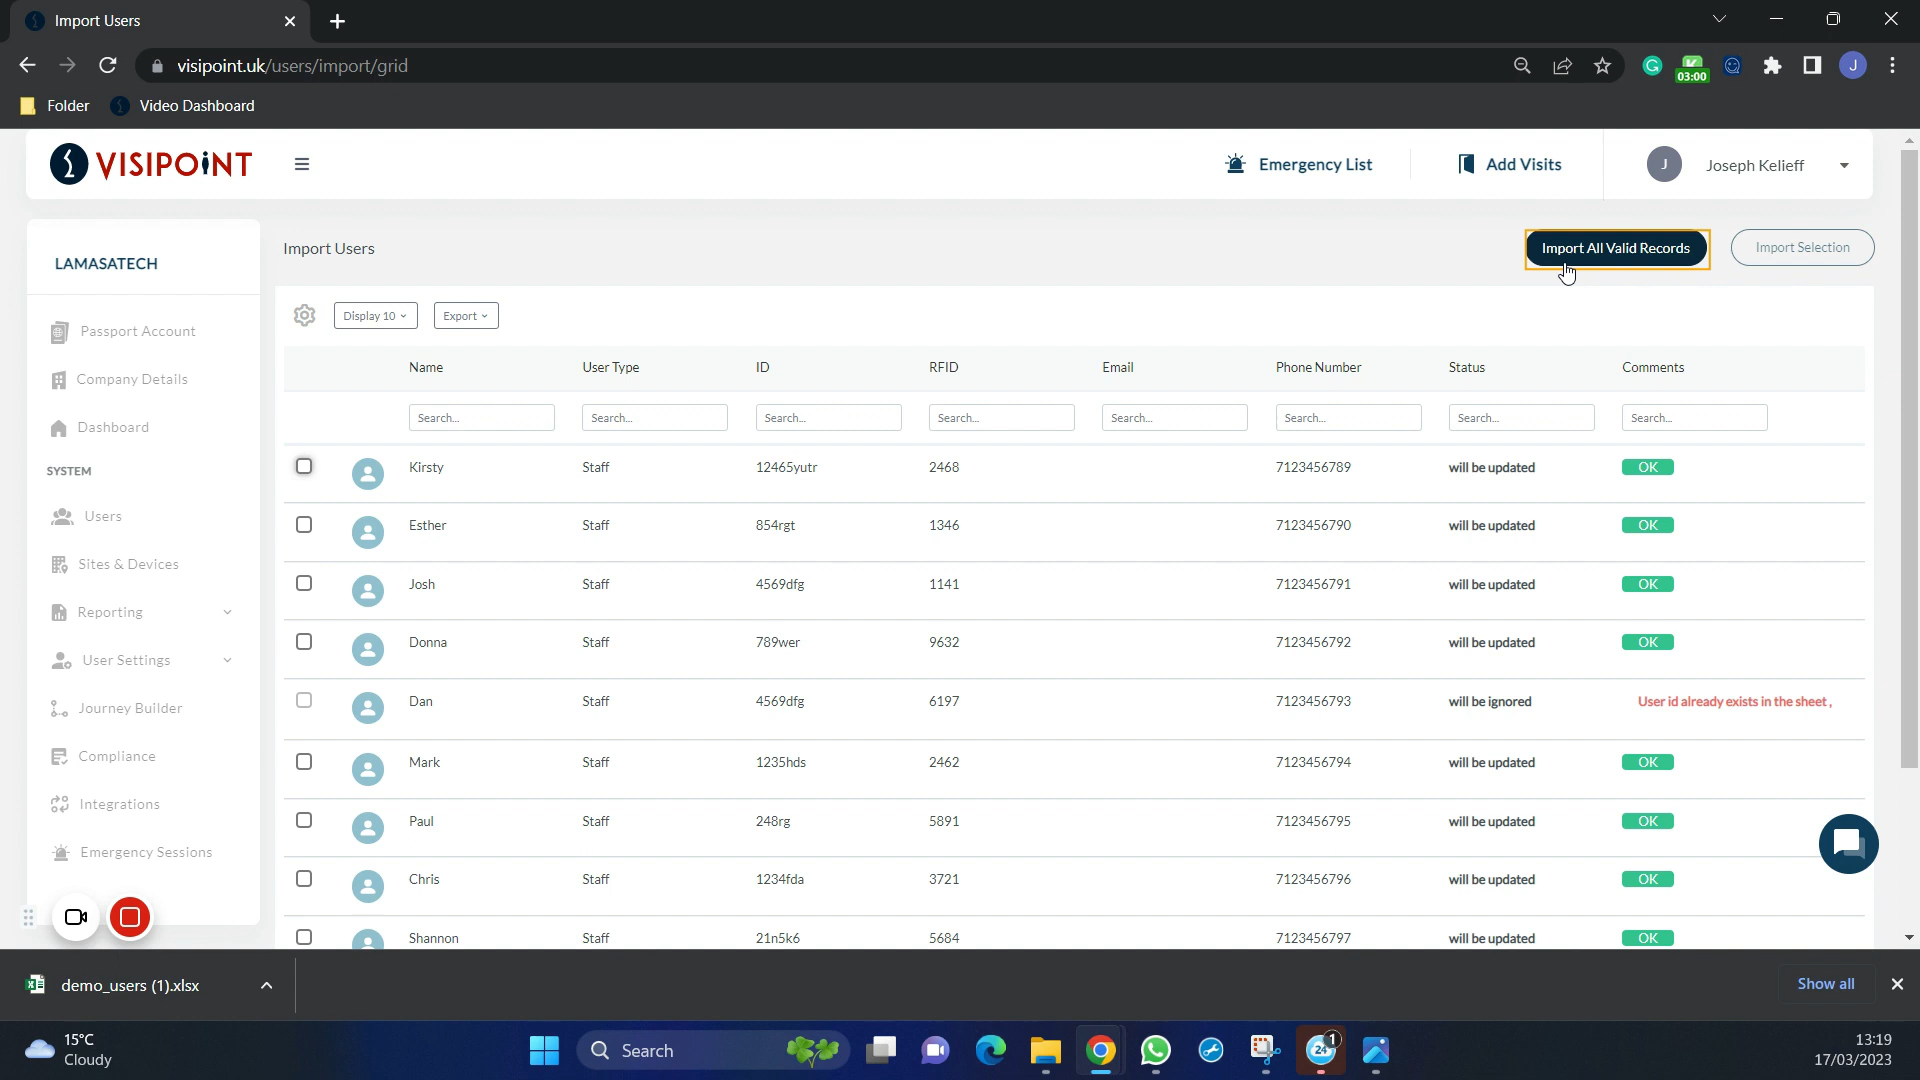 Import Users
visipoint.uk/users/import/grid
03:00
J
Folder
Video Dashboard
VISIPOINT
Emergency List
Add Visits
J
Joseph Kelieff
LAMASATECH
Passport Account
Company Details
Dashboard
SYSTEM
Users
Sites & Devices
Reporting
User Settings
Journey Builder
Compliance
Integrations
Emergency Sessions
Import Users
Import All Valid Records
Import Selection
Display 10
Export
Name User Type ID RFID Email Phone Number Status Comments
Search... Search... Search... Search... Search... Search... Search... Search...
Kirsty Staff 12465yutr 2468 7123456789 will be updated OK
Esther Staff 854rgt 1346 7123456790 will be updated OK
Josh Staff 4569dfg 1141 7123456791 will be updated OK
Donna Staff 789wer 9632 7123456792 will be updated OK
Dan Staff 4569dfg 6197 7123456793 will be ignored User id already exists in the sheet ,
Mark Staff 1235hds 2462 7123456794 will be updated OK
Paul Staff 248rg 5891 7123456795 will be updated OK
Chris Staff 1234fda 3721 7123456796 will be updated OK
Shannon Staff 21n5k6 5684 7123456797 will be updated OK
demo_users (1).xlsx
Show all
15°C
Cloudy
Search
24
1
13:19
17/03/2023